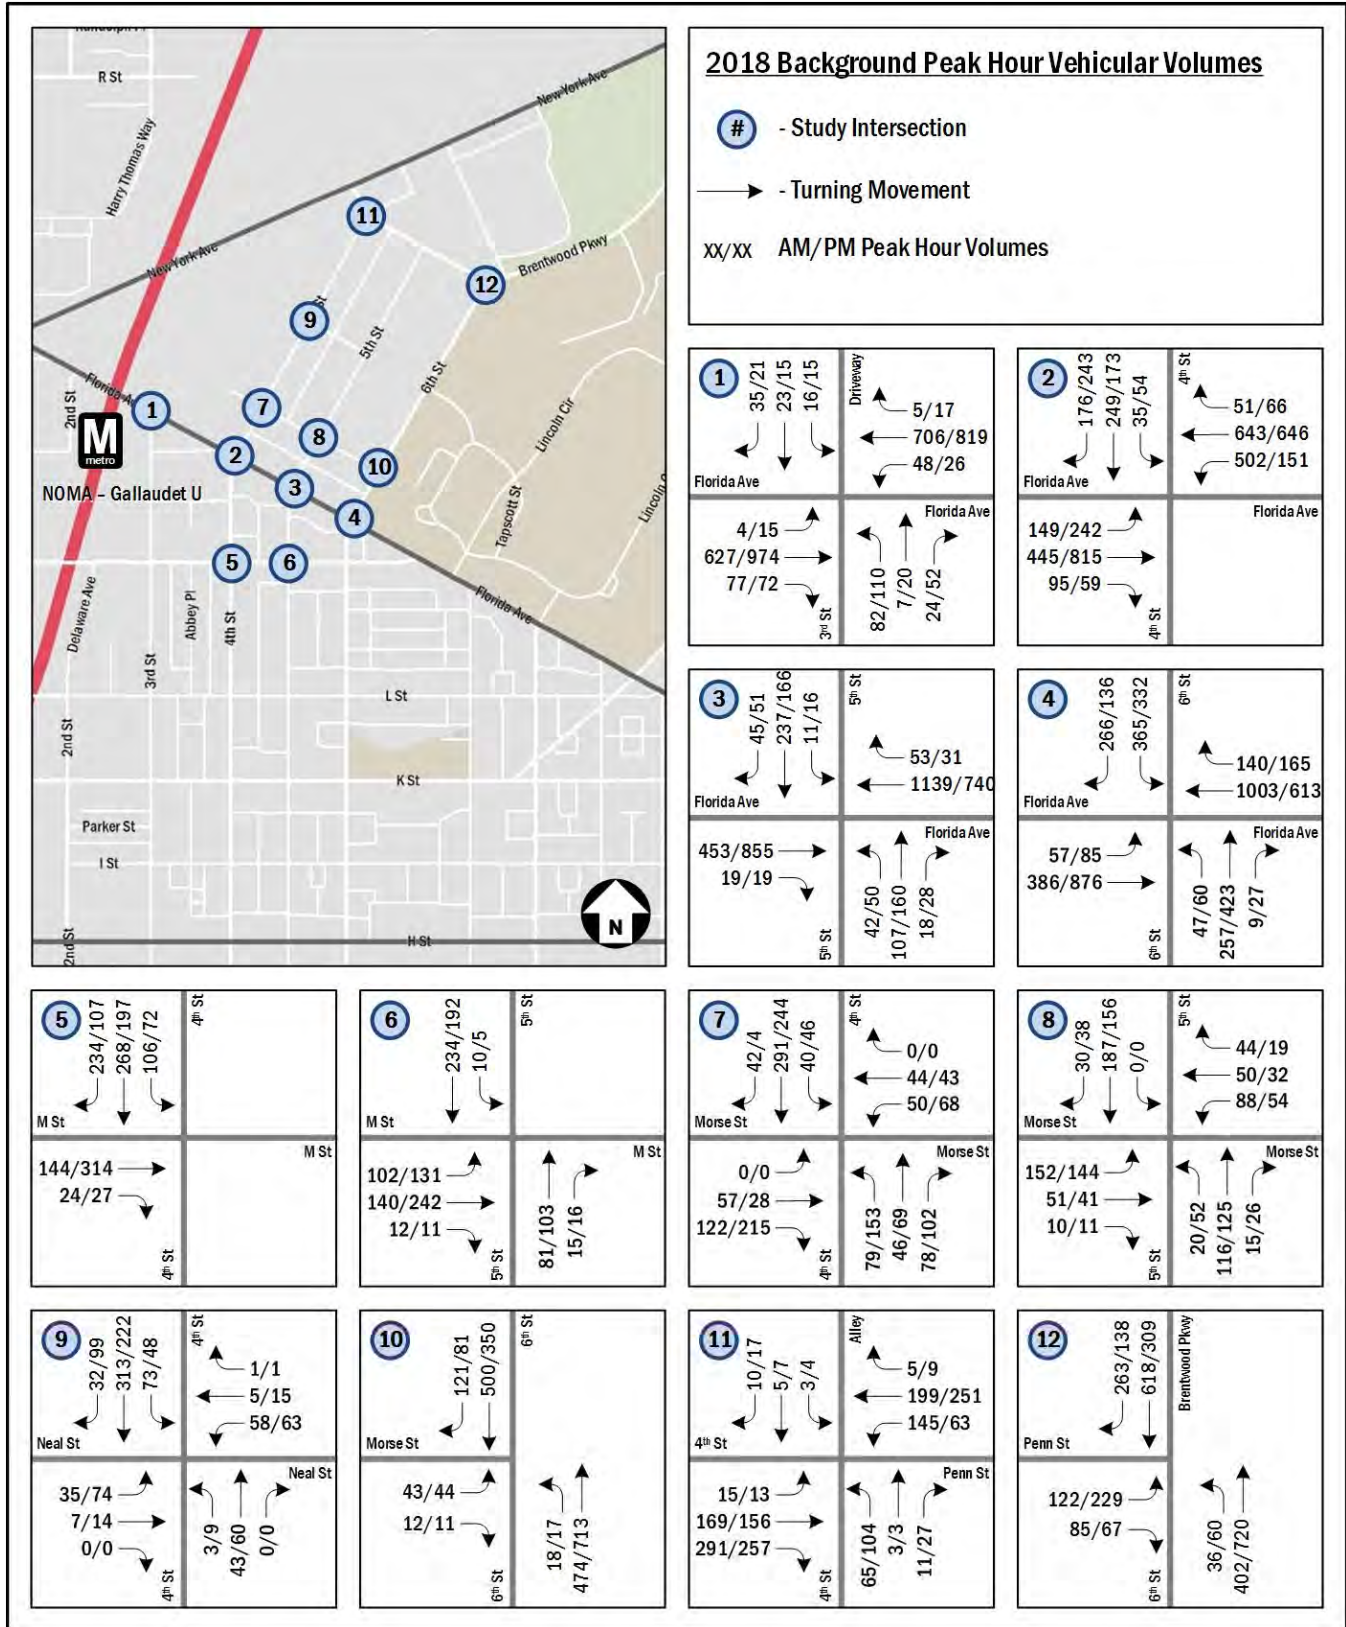 R St
Harry Thomas Way
New York Ave
New York Ave
11
Brentwood Pkwy
12
9
St
5th St
6th St
Florida Av
2nd St
1
7
8
2
10
3
4
M
metro
NOMA – Gallaudet U
Lincoln Cir
Tapscott St
Lincoln
5
6
Florida Ave
Delaware Ave
Abbey Pl
4th St
3rd St
L St
2nd St
K St
Parker St
I St
N
2nd St
H St
2018 Background Peak Hour Vehicular Volumes
# - Study Intersection
- Turning Movement
XX/XX AM/PM Peak Hour Volumes
1
35/21
23/15
16/15
Driveway
5/17
706/819
48/26
Florida Ave
Florida Ave
4/15
627/974
77/72
3rd St
82/110
7/20
24/52
2
176/243
249/173
35/54
4th St
51/66
643/646
502/151
Florida Ave
Florida Ave
149/242
445/815
95/59
4th St
3
45/51
237/166
11/16
5th St
53/31
1139/740
Florida Ave
Florida Ave
453/855
19/19
5th St
42/50
107/160
18/28
4
266/136
365/332
6th St
140/165
1003/613
Florida Ave
Florida Ave
57/85
386/876
6th St
47/60
257/423
9/27
5
234/107
268/197
106/72
4th St
M St
M St
144/314
24/27
4th St
6
234/192
10/5
5th St
M St
M St
102/131
140/242
12/11
5th St
81/103
15/16
7
42/4
291/244
40/46
4th St
0/0
44/43
50/68
Morse St
Morse St
0/0
57/28
122/215
4th St
79/153
46/69
78/102
8
30/38
187/156
0/0
5th St
44/19
50/32
88/54
Morse St
Morse St
152/144
51/41
10/11
5th St
20/52
116/125
15/26
9
32/99
313/222
73/48
4th St
1/1
5/15
58/63
Neal St
Neal St
35/74
7/14
0/0
4th St
3/9
43/60
0/0
10
121/81
500/350
6th St
Morse St
43/44
12/11
6th St
18/17
474/713
11
10/17
5/7
3/4
Alley
5/9
199/251
145/63
4th St
Penn St
15/13
169/156
291/257
4th St
65/104
3/3
11/27
12
263/138
618/309
Brentwood Pkwy
Penn St
122/229
85/67
6th St
36/60
402/720